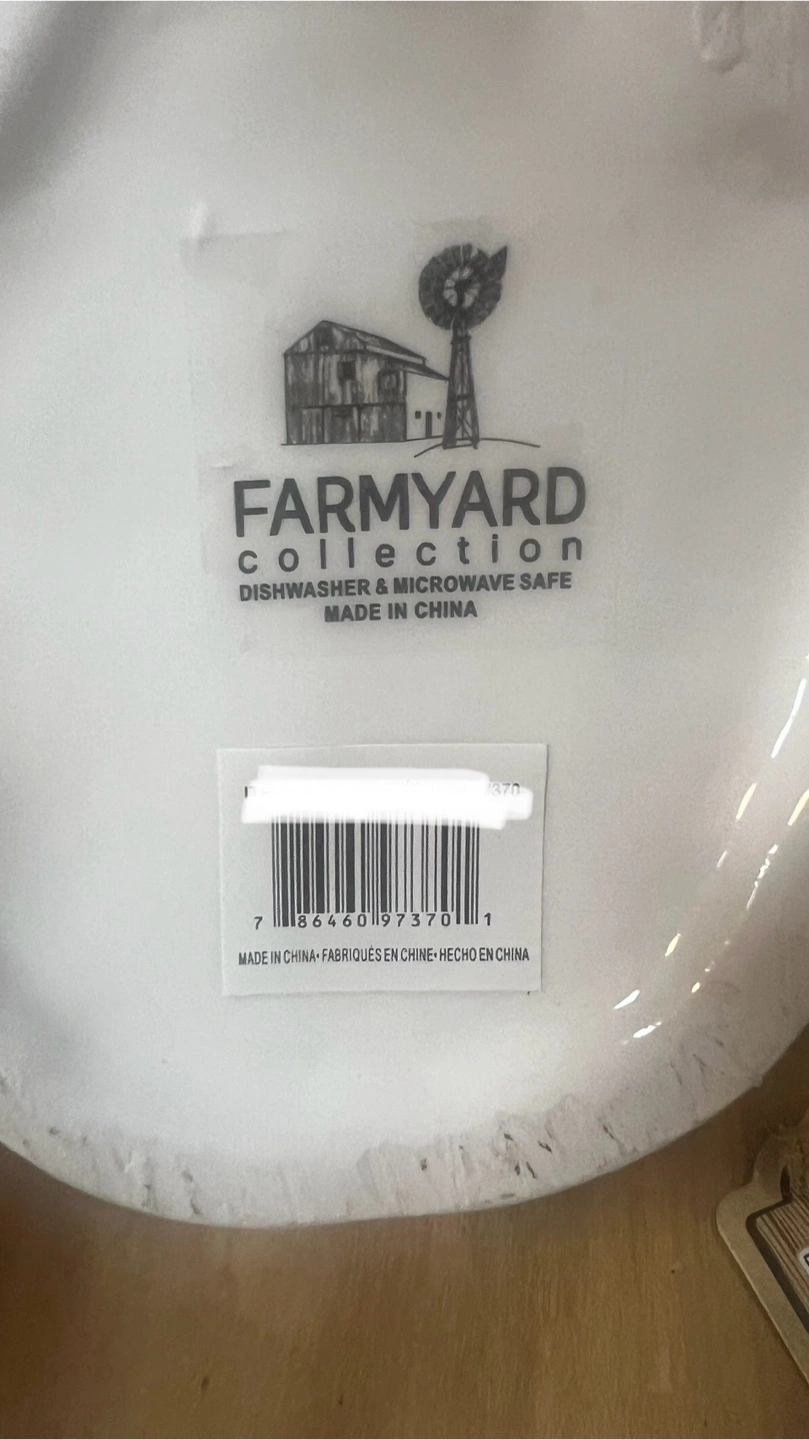 FARMYARD
collection
DISHWASHER & MICROWAVE SAFE
MADE IN CHINA
7 86460 97370 1
MADE IN CHINA• FABRIQUÉS EN CHINE• HECHO EN CHINA